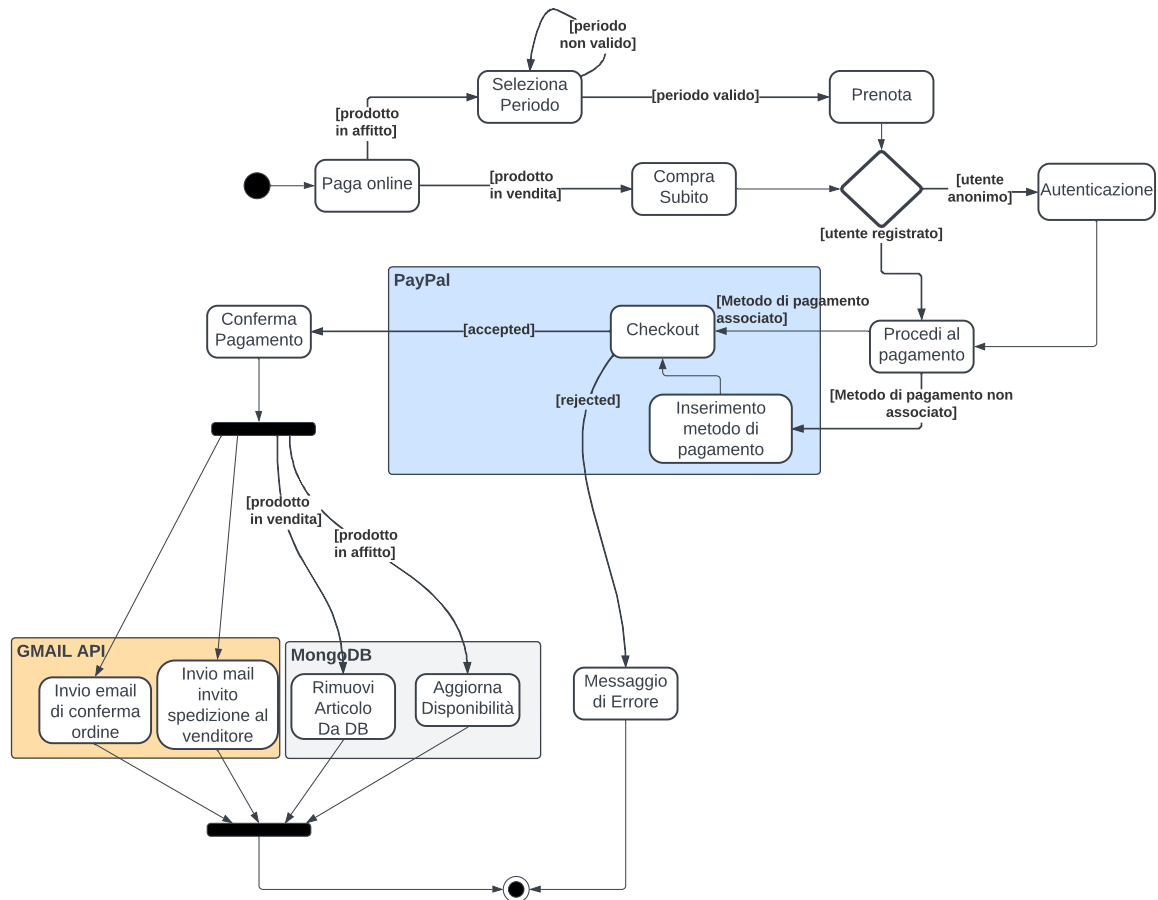 [periodo
non valido]
Seleziona
Periodo
[periodo valido]
Prenota
[prodotto
in affitto]
Paga online
[prodotto
in vendita]
Compra
Subito
[utente
anonimo]
Autenticazione
[utente registrato]
PayPal
[Metodo di pagamento
associato]
Conferma
Pagamento
[accepted]
Checkout
Procedi al
pagamento
[rejected]
[Metodo di pagamento non
associato]
Inserimento
metodo di
pagamento
[prodotto
in vendita]
[prodotto
in affitto]
GMAIL API
Invio email
di conferma
ordine
Invio mail
invito
spedizione al
venditore
MongoDB
Rimuovi
Articolo
Da DB
Aggiorna
Disponibilità
Messaggio
di Errore